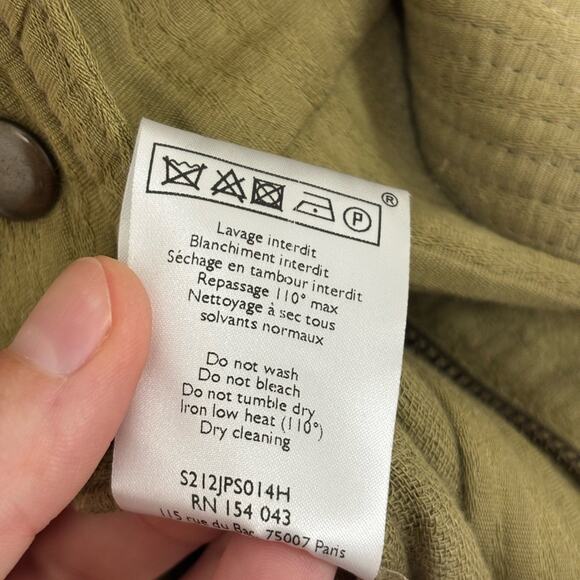 ®
P
Lavage interdit
Blanchiment interdit
Séchage en tambour interdit
Repassage 110° max
Nettoyage à sec tous
solvants normaux
Do not wash
Do not bleach
Do not tumble dry
Iron low heat (110°)
Dry cleaning
S212JPS014H
RN 154 043
115 rue du Bac, 75007 Paris